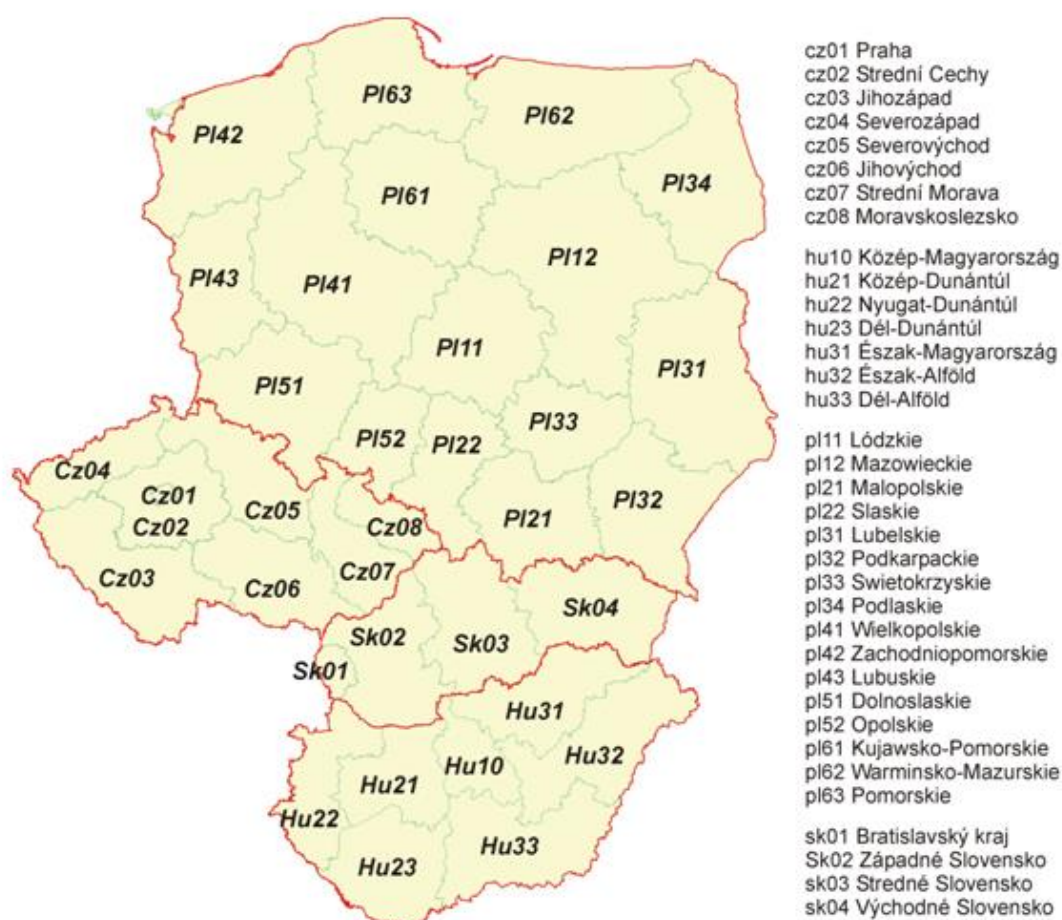 Pl63
Pl62
Pl42
Pl34
Pl61
Pl12
Pl43
Pl41
Pl11
Pl31
Pl51
Pl33
Pl52
Pl22
Cz04
Cz01
Pl32
Cz05
Pl21
Cz02
Cz08
Cz03
Cz07
Cz06
Sk04
Sk02
Sk03
Sk01
Hu31
Hu32
Hu10
Hu21
Hu22
Hu33
Hu23
cz01 Praha
cz02 Strední Cechy
cz03 Jihozápad
cz04 Severozápad
cz05 Severovýchod
cz06 Jihovýchod
cz07 Strední Morava
cz08 Moravskoslezsko
hu10 Közép-Magyarország
hu21 Közép-Dunántúl
hu22 Nyugat-Dunántúl
hu23 Dél-Dunántúl
hu31 Észak-Magyarország
hu32 Észak-Alföld
hu33 Dél-Alföld
pl11 Lódzkie
pl12 Mazowieckie
pl21 Malopolskie
pl22 Slaskie
pl31 Lubelskie
pl32 Podkarpackie
pl33 Swietokrzyskie
pl34 Podlaskie
pl41 Wielkopolskie
pl42 Zachodniopomorskie
pl43 Lubuskie
pl51 Dolnoslaskie
pl52 Opolskie
pl61 Kujawsko-Pomorskie
pl62 Warminsko-Mazurskie
pl63 Pomorskie
sk01 Bratislavský kraj
Sk02 Západné Slovensko
sk03 Stredné Slovensko
sk04 Východné Slovensko